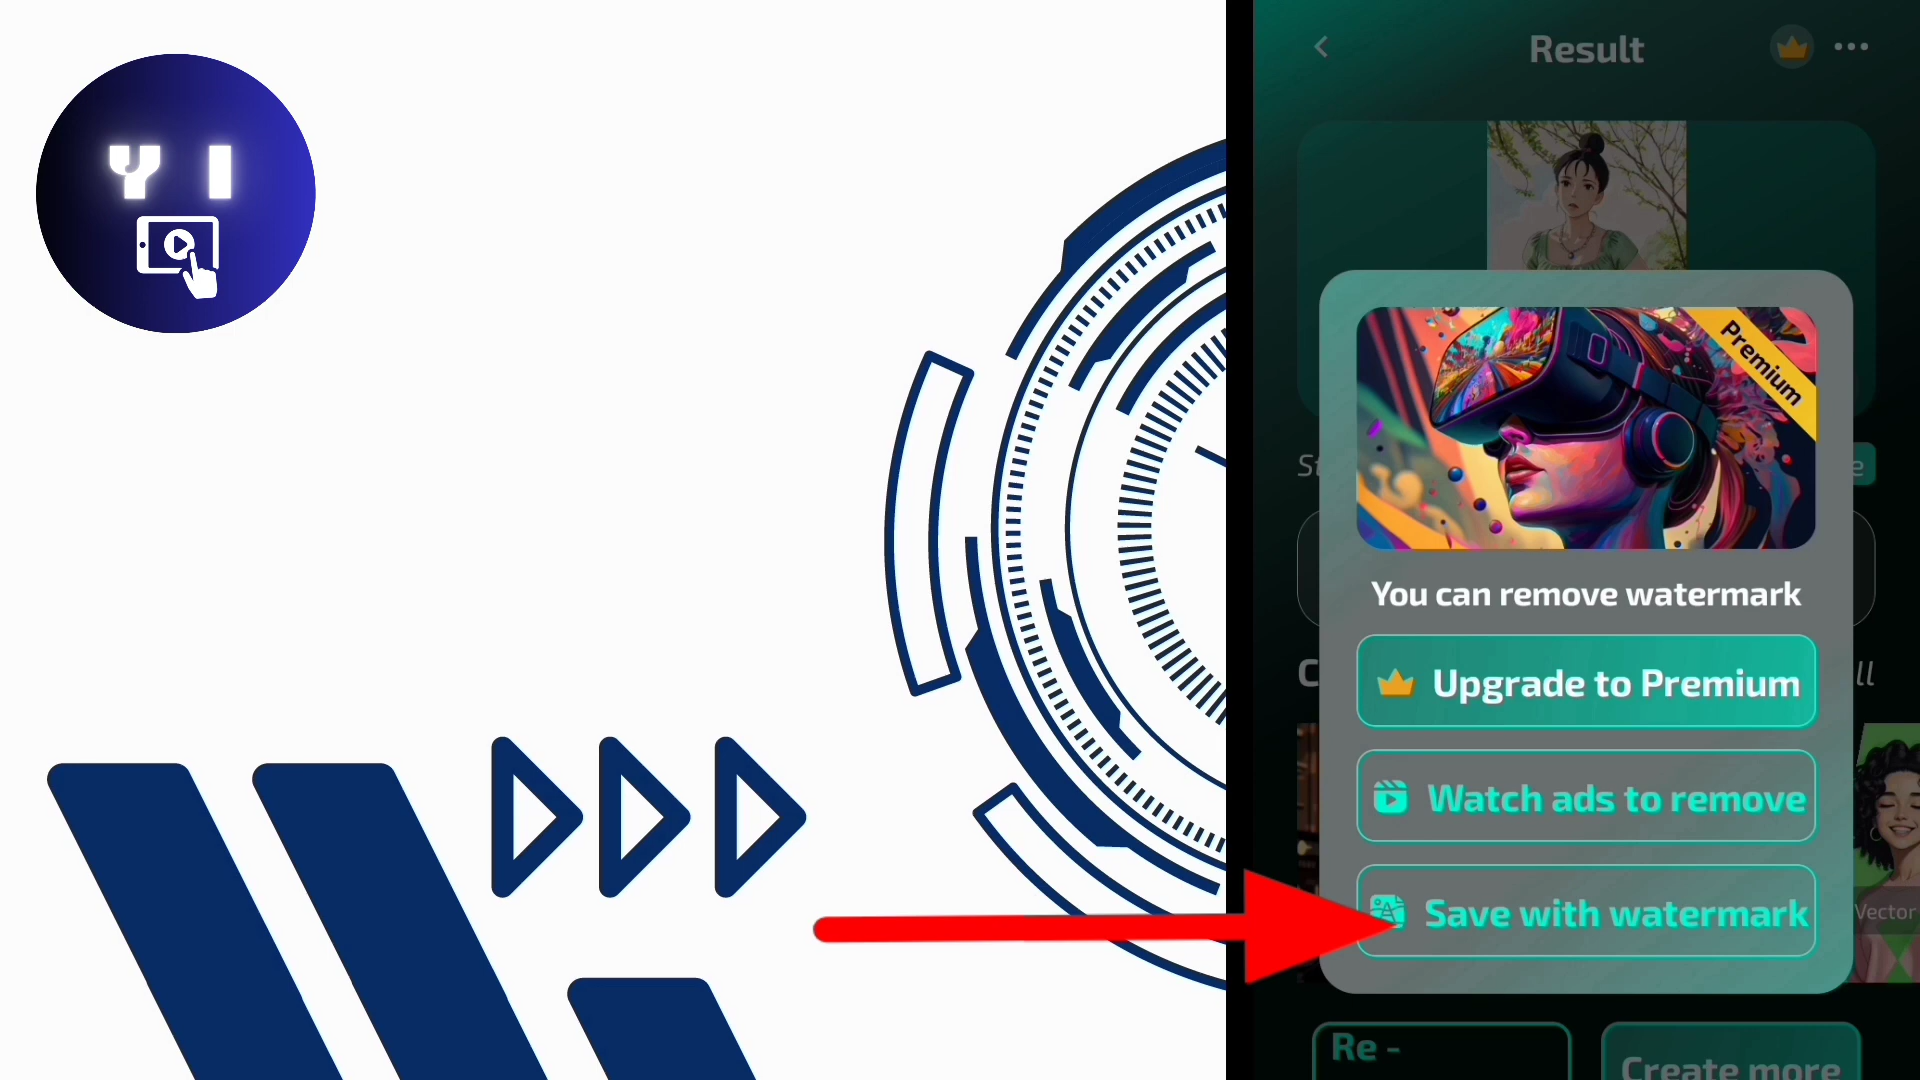 Y I
Result
Premium
You can remove watermark
Upgrade to Premium
Watch ads to remove
Save with watermark
Vector
Re -
Create more